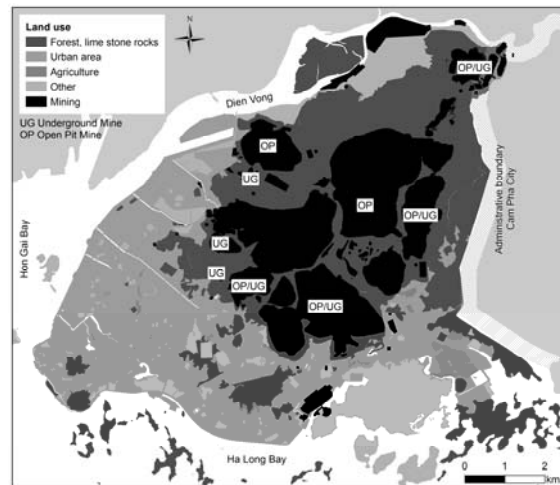 Land use
Forest, lime stone rocks
Urban area
Agriculture
Other
Mining
UG Underground Mine
OP Open Pit Mine
N
Dien Vong
OP/UG
OP
UG
OP
OP/UG
UG
UG
OP/UG
OP/UG
Hon Gai Bay
Administrative boundary
Cam Pha City
Ha Long Bay
0 1 2
km